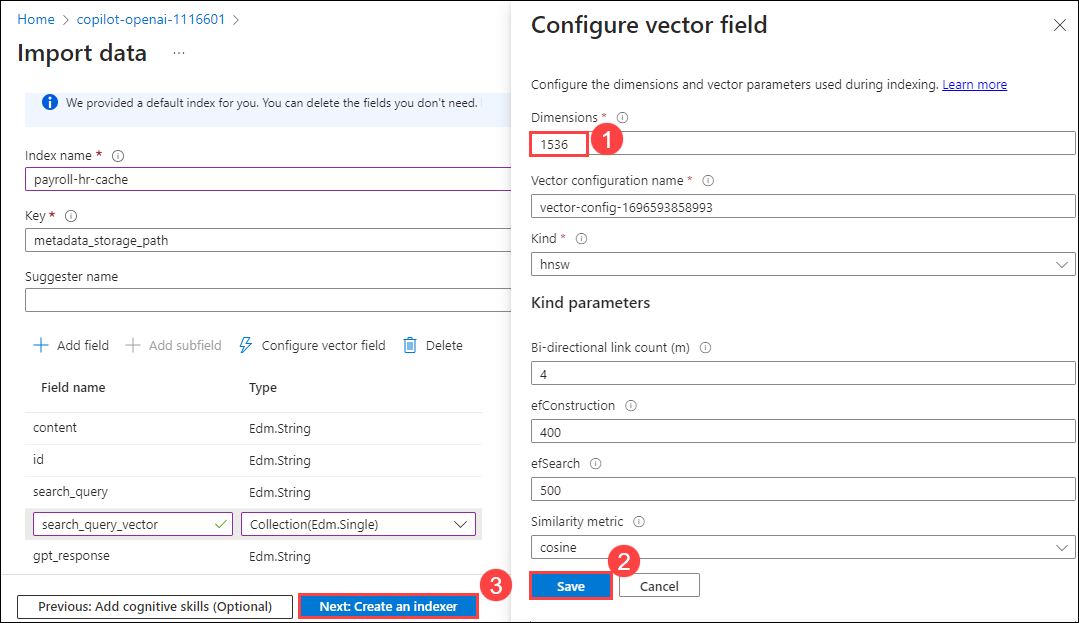 Home > copilot-openai-1116601 >
Import data ...
We provided a default index for you. You can delete the fields you don't need.
Index name *
payroll-hr-cache
Key *
metadata_storage_path
Suggester name
Add field Add subfield Configure vector field Delete
Field name Type
content Edm.String
id Edm.String
search_query Edm.String
search_query_vector Collection(Edm.Single)
gpt_response Edm.String
3
Previous: Add cognitive skills (Optional) Next: Create an indexer
Configure vector field
Configure the dimensions and vector parameters used during indexing. Learn more
Dimensions *
1536 1
Vector configuration name *
vector-config-1696593858993
Kind *
hnsw
Kind parameters
Bi-directional link count (m)
4
efConstruction
400
efSearch
500
Similarity metric
cosine
2
Save Cancel